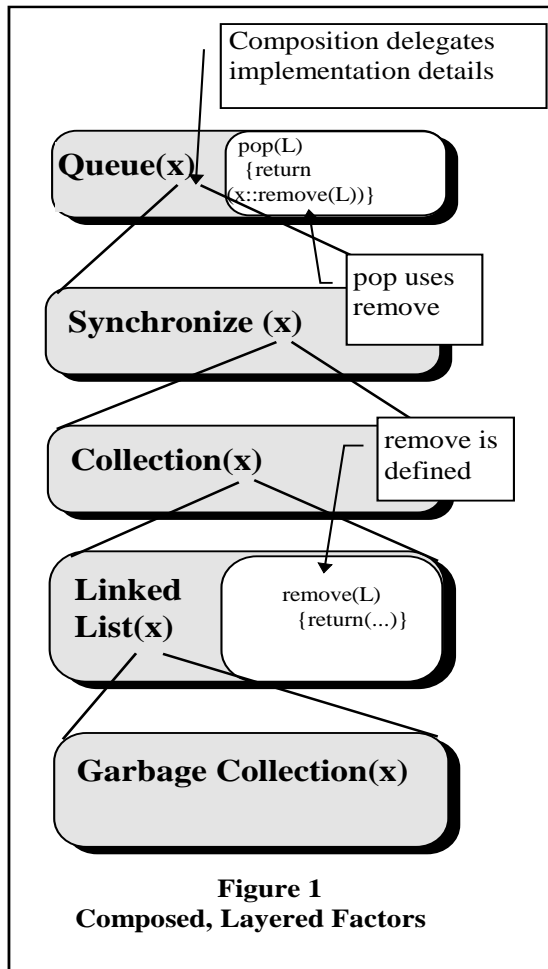 Composition delegates
implementation details
Queue(x)
pop(L)
{return
(x::remove(L))}
pop uses
remove
Synchronize (x)
Collection(x)
remove is
defined
Linked
List(x)
remove(L)
{return(...)}
Garbage Collection(x)
Figure 1
Composed, Layered Factors